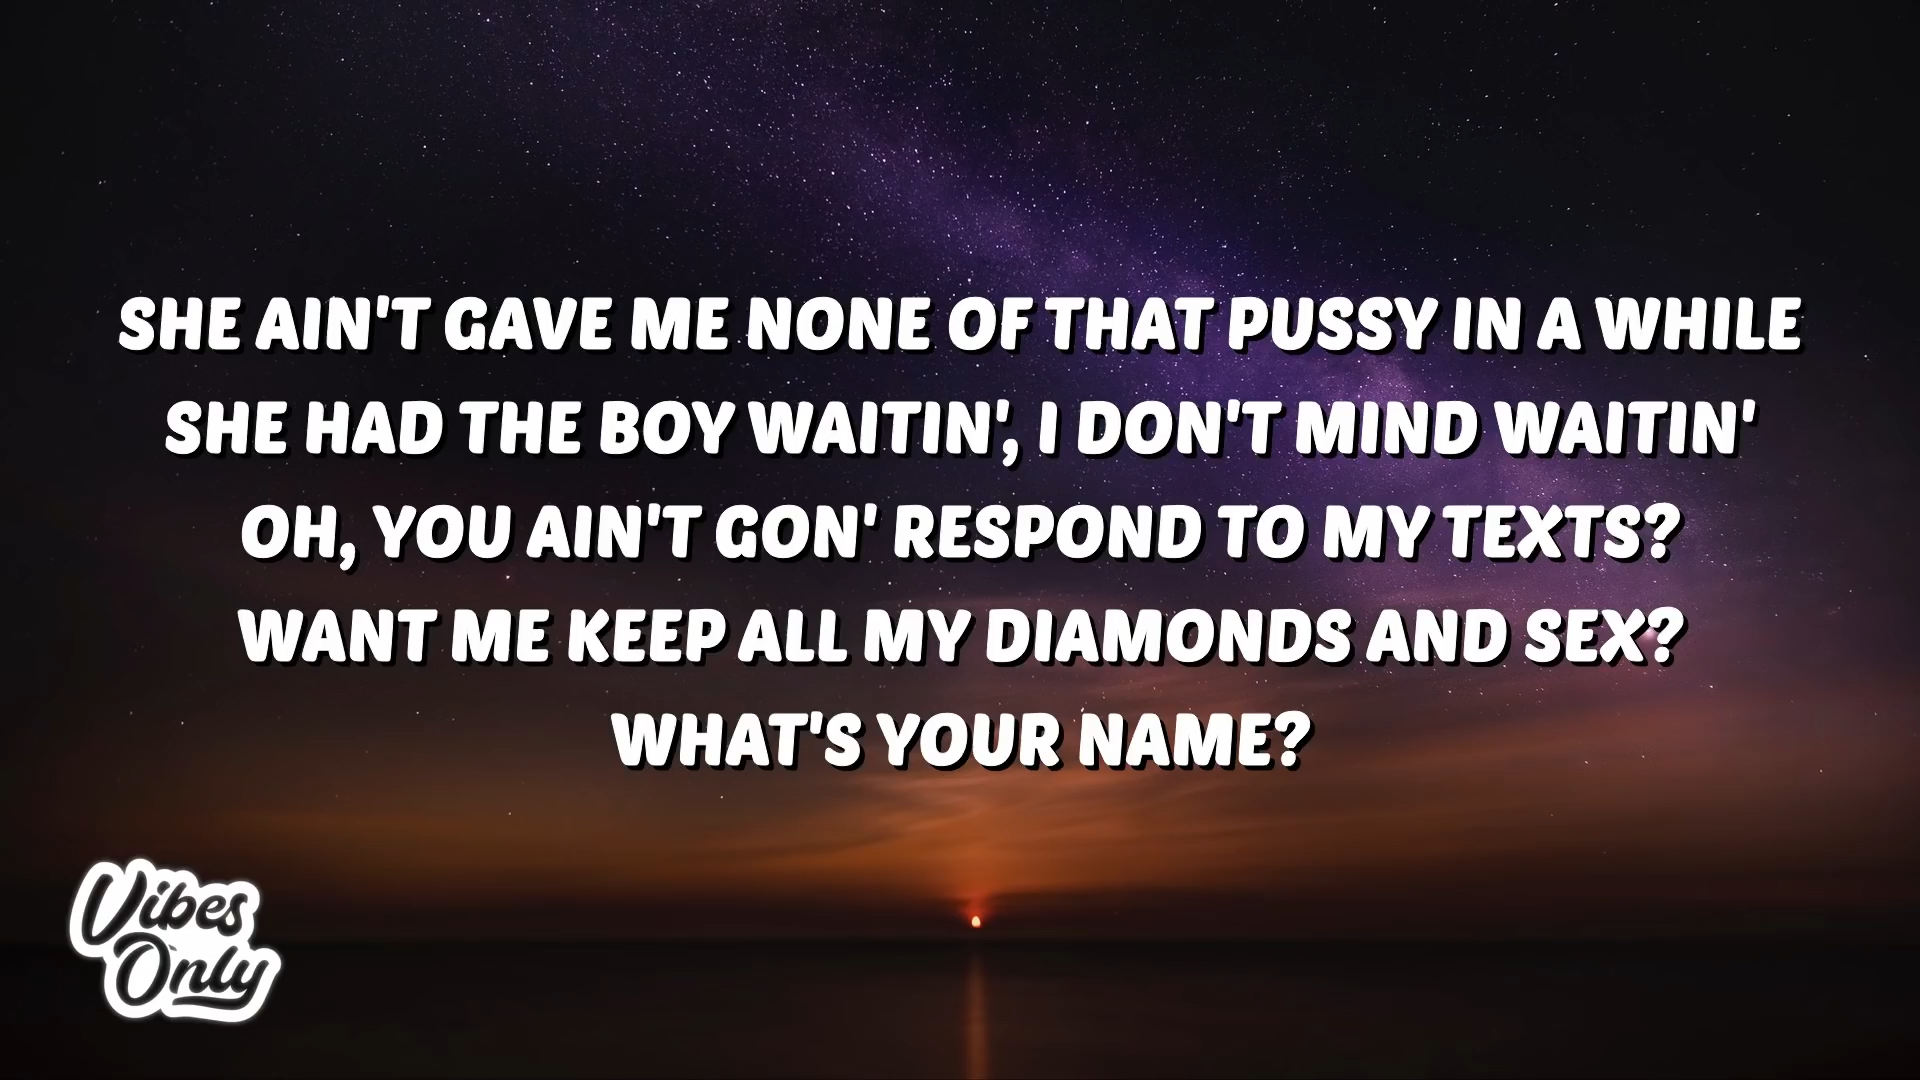 SHE AIN'T GAVE ME NONE OF THAT PUSSY IN A WHILE
SHE HAD THE BOY WAITIN', I DON'T MIND WAITIN'
OH, YOU AIN'T GON' RESPOND TO MY TEXTS?
WANT ME KEEP ALL MY DIAMONDS AND SEX?
WHAT'S YOUR NAME?
Vibes
Only